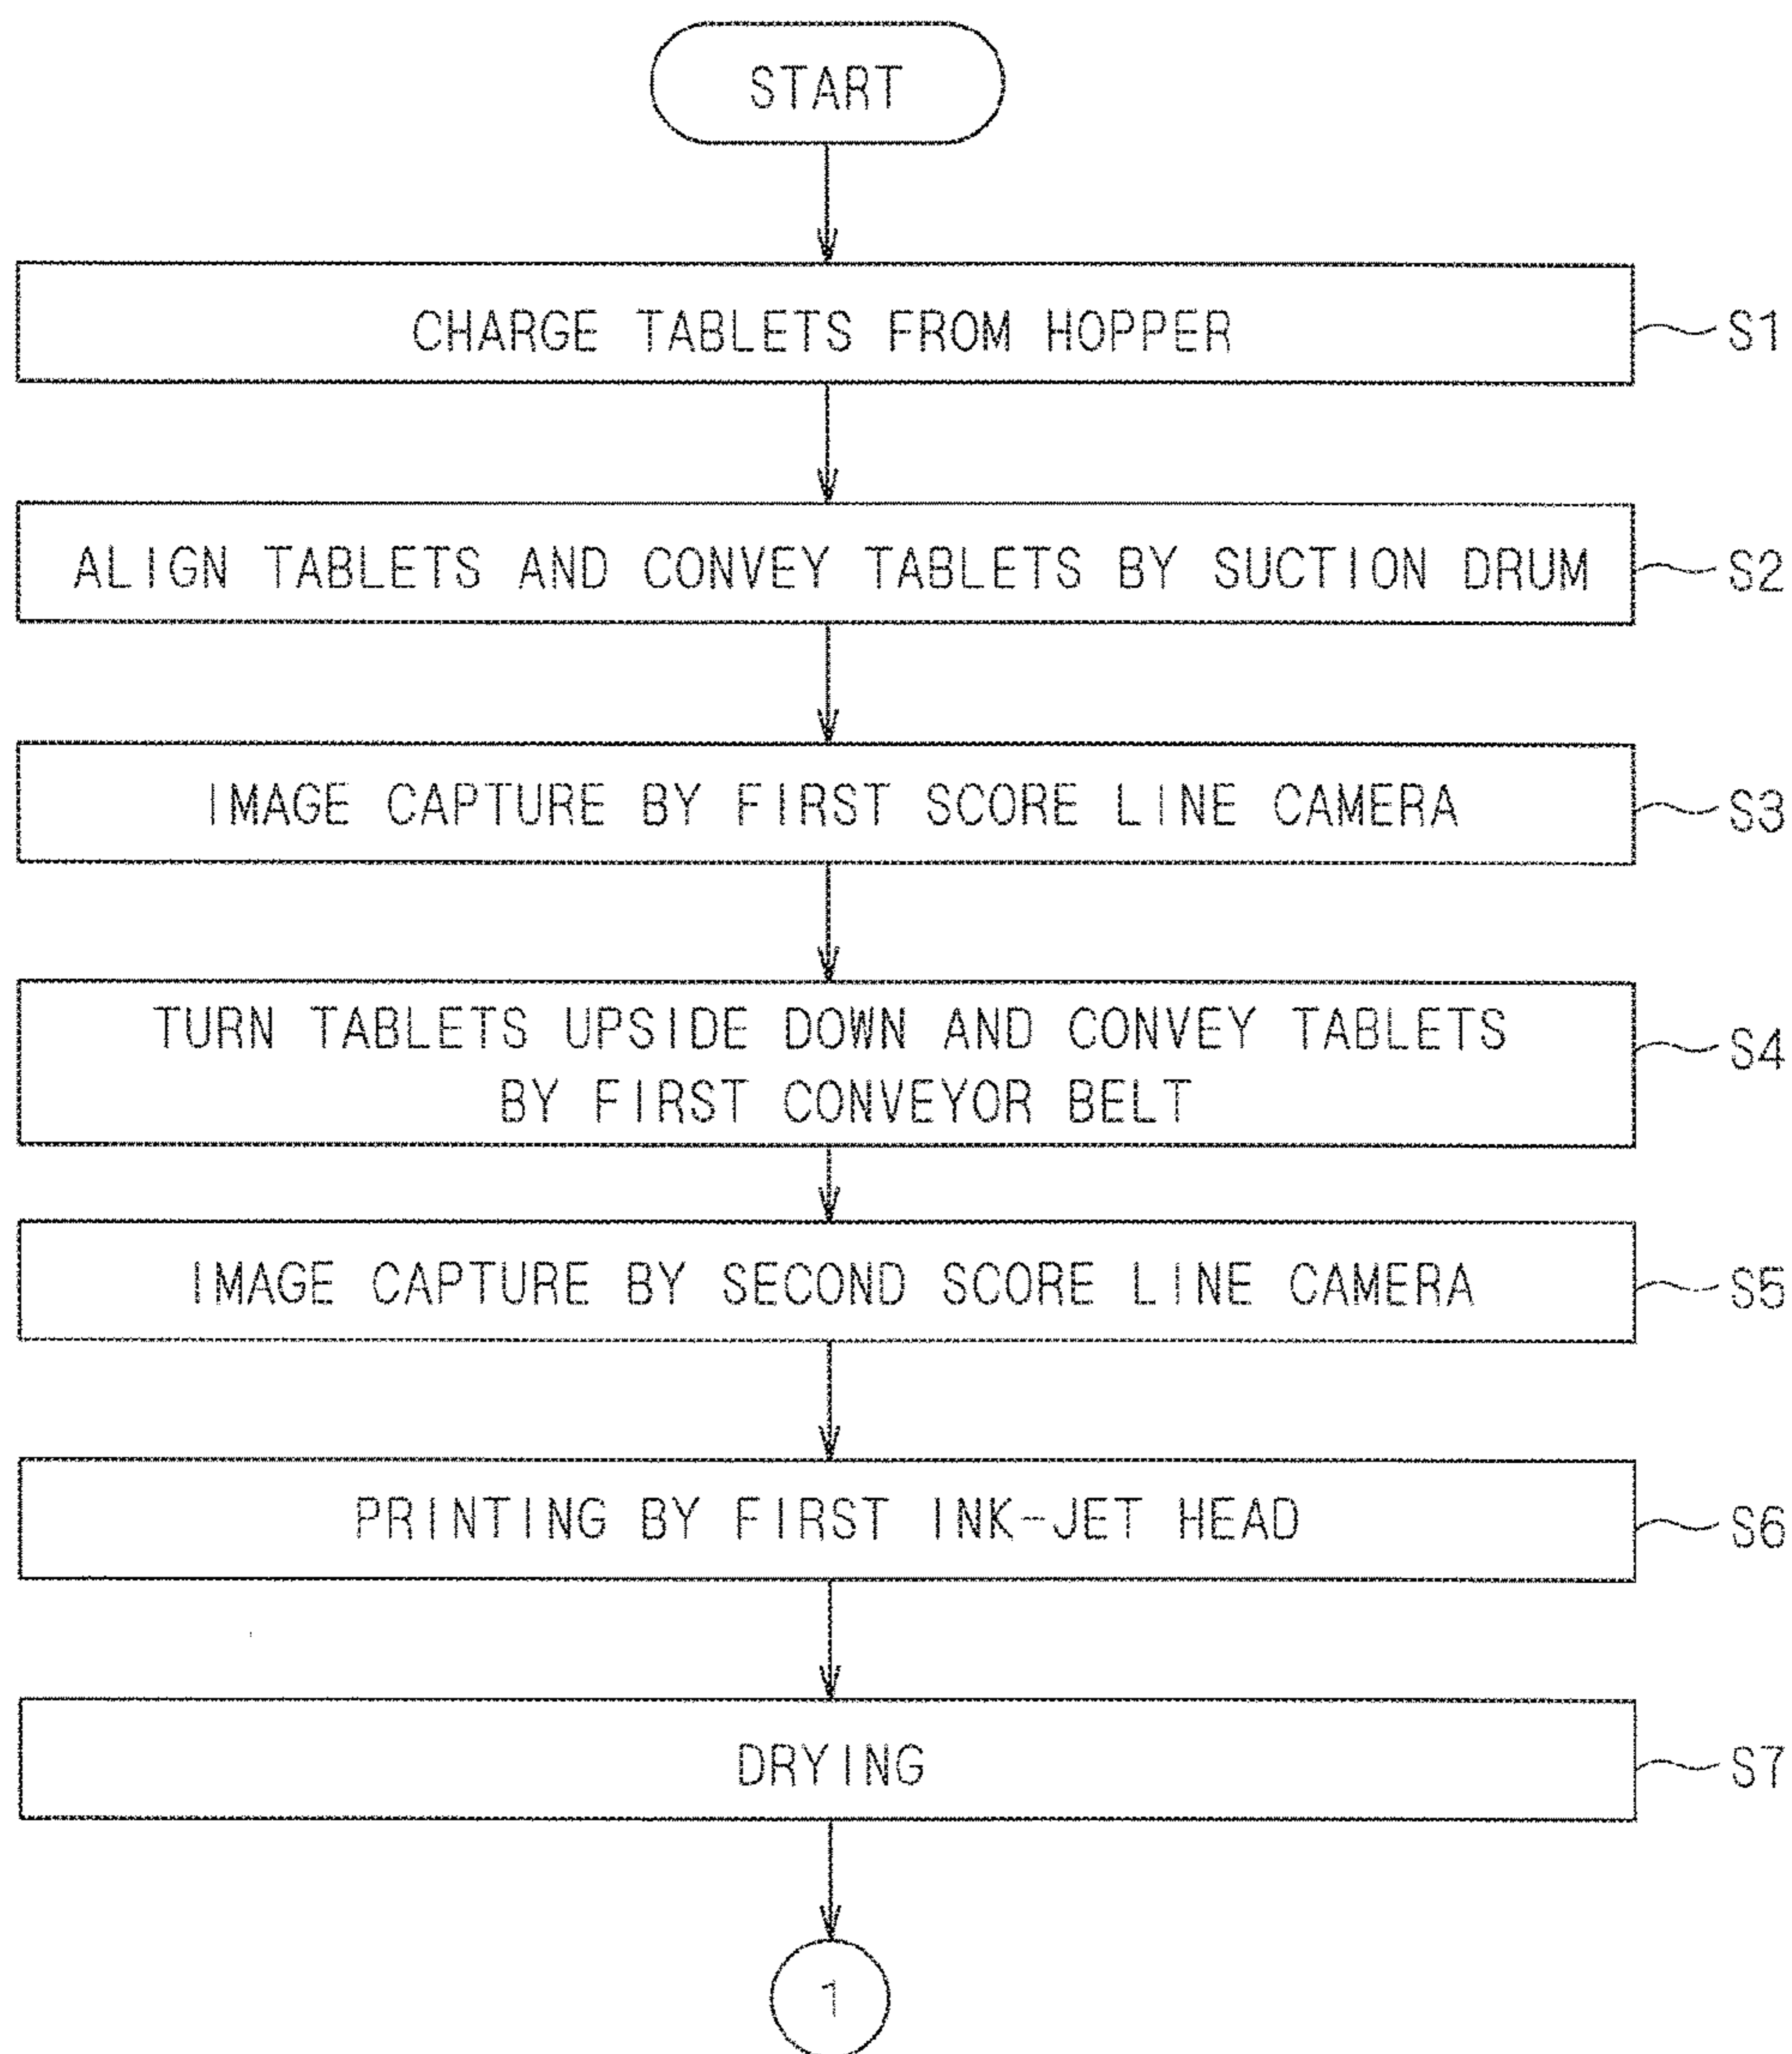 START
CHARGE TABLETS FROM HOPPER
S1
ALIGN TABLETS AND CONVEY TABLETS BY SUCTION DRUM
S2
IMAGE CAPTURE BY FIRST SCORE LINE CAMERA
S3
TURN TABLETS UPSIDE DOWN AND CONVEY TABLETS
BY FIRST CONVEYOR BELT
S4
IMAGE CAPTURE BY SECOND SCORE LINE CAMERA
S5
PRINTING BY FIRST INK-JET HEAD
S6
DRYING
S7
1